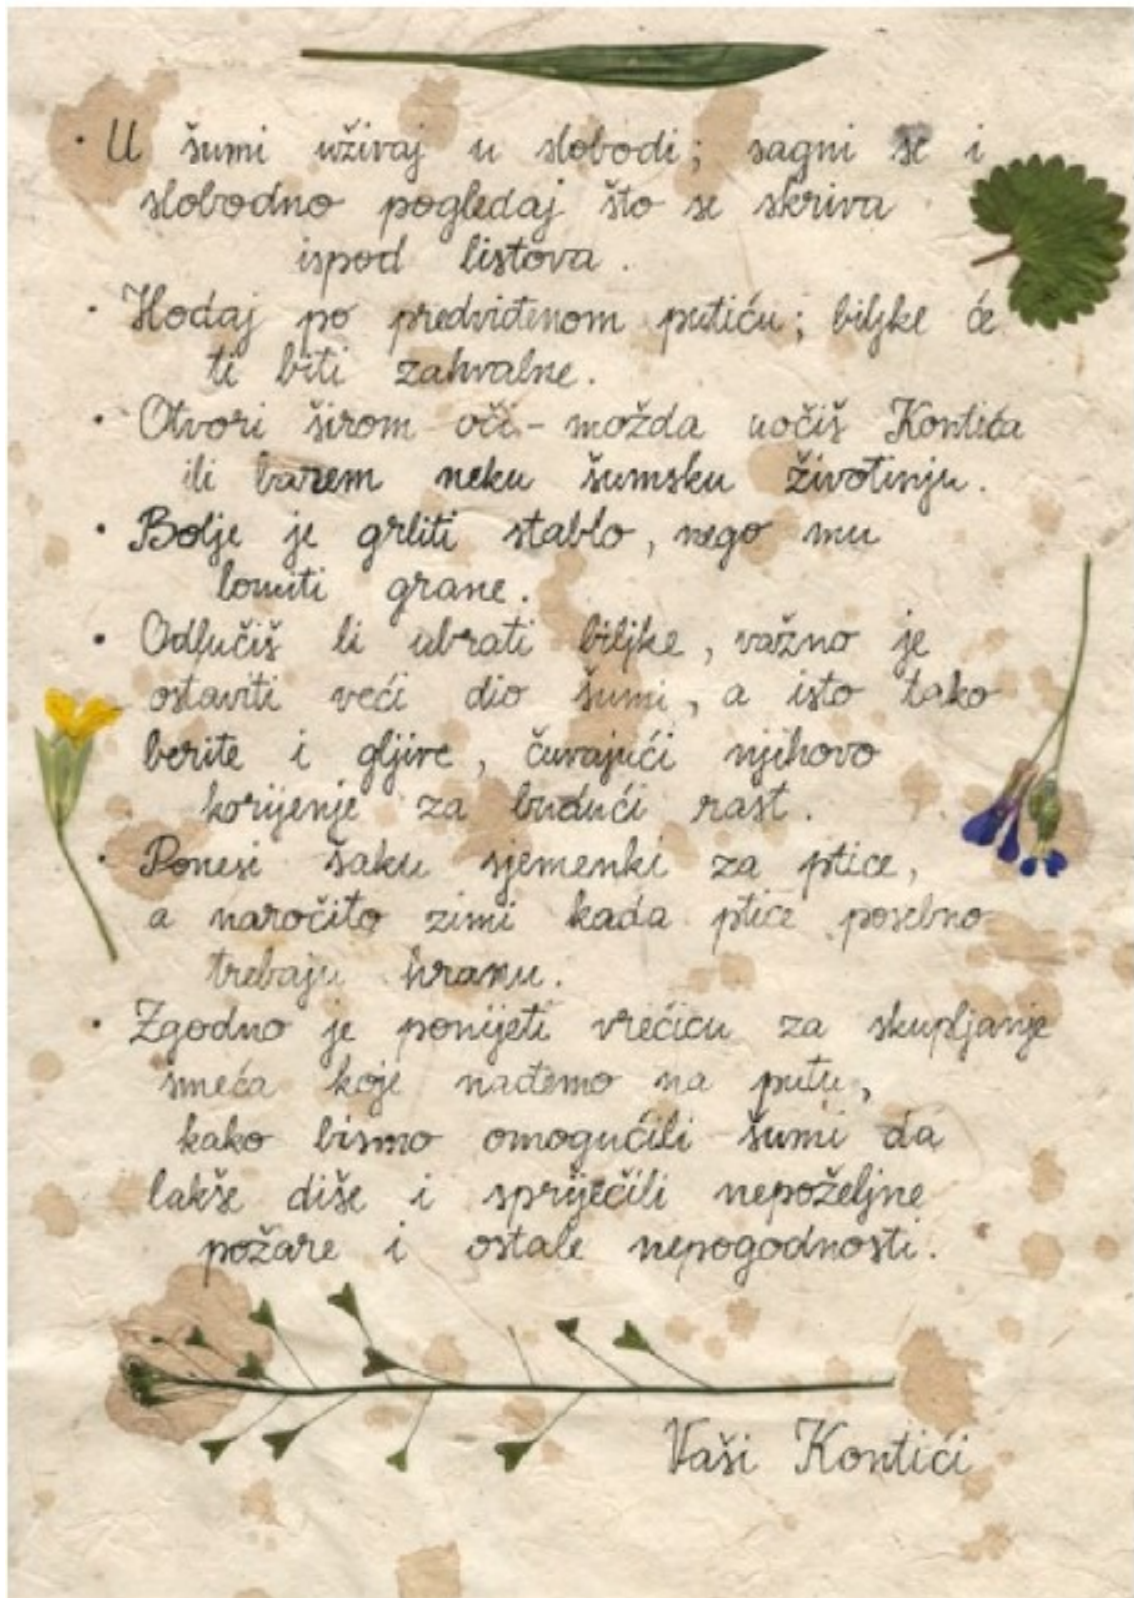 • U šumi uživaj u slobodi; sagni se i
slobodno pogledaj što se skriva
ispod listova.
• Hodaj po predviđenom putiću; biljke će
ti biti zahvalne.
• Otvori širom oči - možda uočiš Kontića
ili barem neku šumsku životinju.
• Bolje je grliti stablo, nego mu
lomiti grane.
• Odlučiš li ubrati biljke, važno je
ostaviti veći dio šumi, a isto tako
berite i gljive, čuvajući njihovo
korijenje za budući rast.
• Ponesi šaku sjemenki za ptice,
a naročito zimi kada ptice posebno
trebaju hranu.
• Zgodno je ponijeti vrećicu za skupljanje
smeća koje nađemo na putu,
kako bismo omogućili šumi da
lakše diše i spriječili nepoželjne
požare i ostale nepogodnosti.
Vaši Kontići